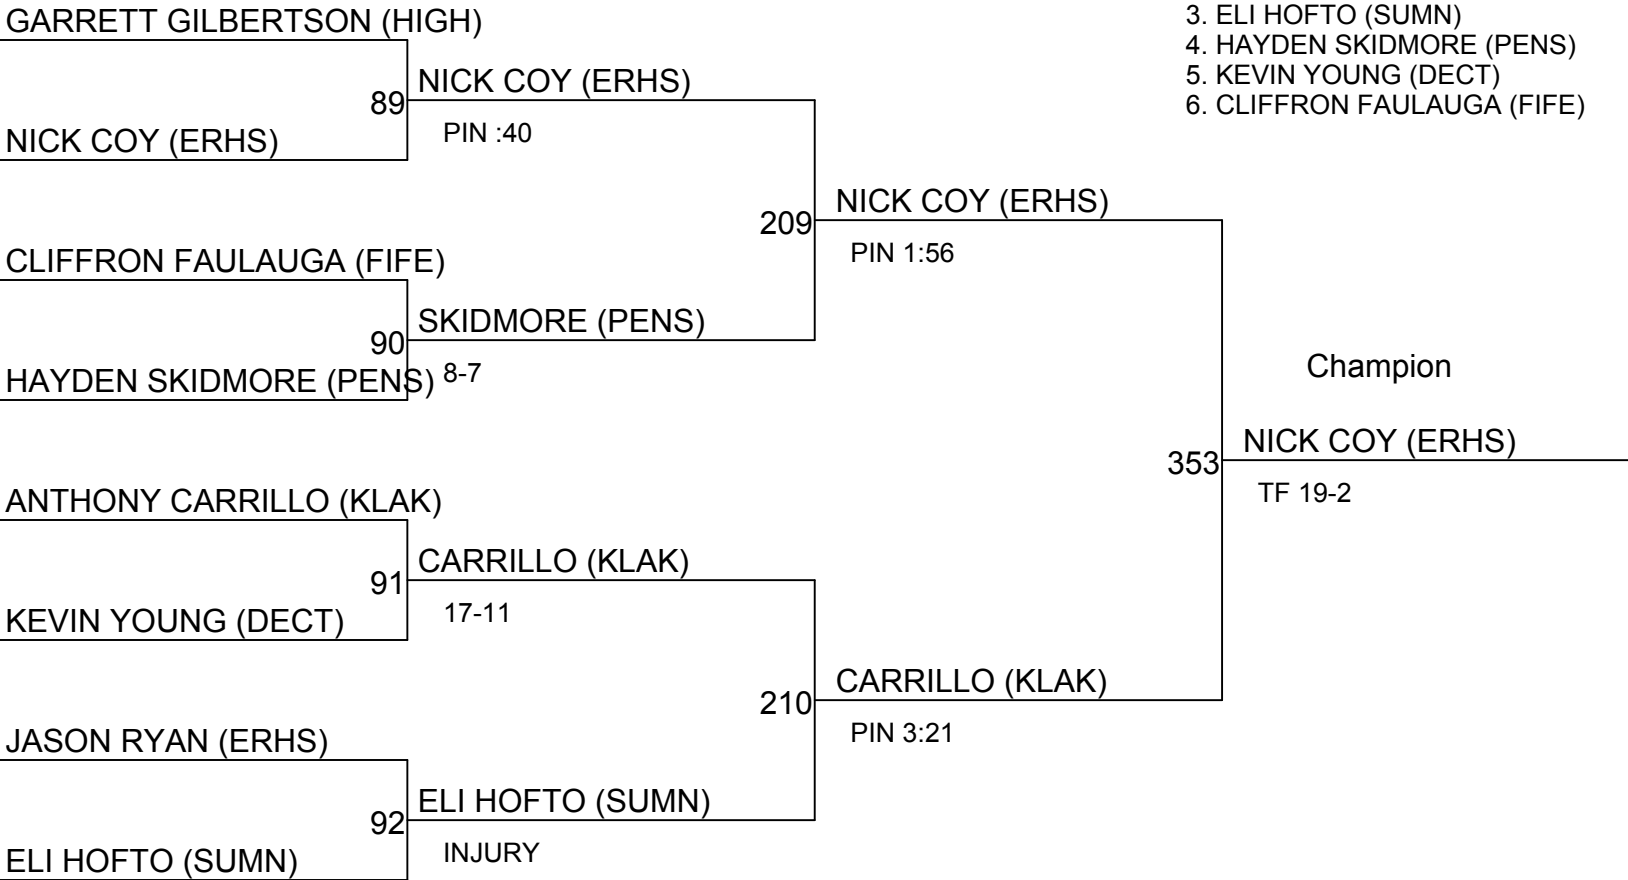 GARRETT GILBERTSON (HIGH)
89
NICK COY (ERHS)
NICK COY (ERHS)
PIN :40
CLIFFRON FAULAUGA (FIFE)
90
HAYDEN SKIDMORE (PENS)
SKIDMORE (PENS)
8-7
209
NICK COY (ERHS)
PIN 1:56
ANTHONY CARRILLO (KLAK)
91
KEVIN YOUNG (DECT)
CARRILLO (KLAK)
17-11
JASON RYAN (ERHS)
92
ELI HOFTO (SUMN)
ELI HOFTO (SUMN)
INJURY
210
CARRILLO (KLAK)
PIN 3:21
353
Champion
NICK COY (ERHS)
TF 19-2
3. ELI HOFTO (SUMN)
4. HAYDEN SKIDMORE (PENS)
5. KEVIN YOUNG (DECT)
6. CLIFFRON FAULAUGA (FIFE)